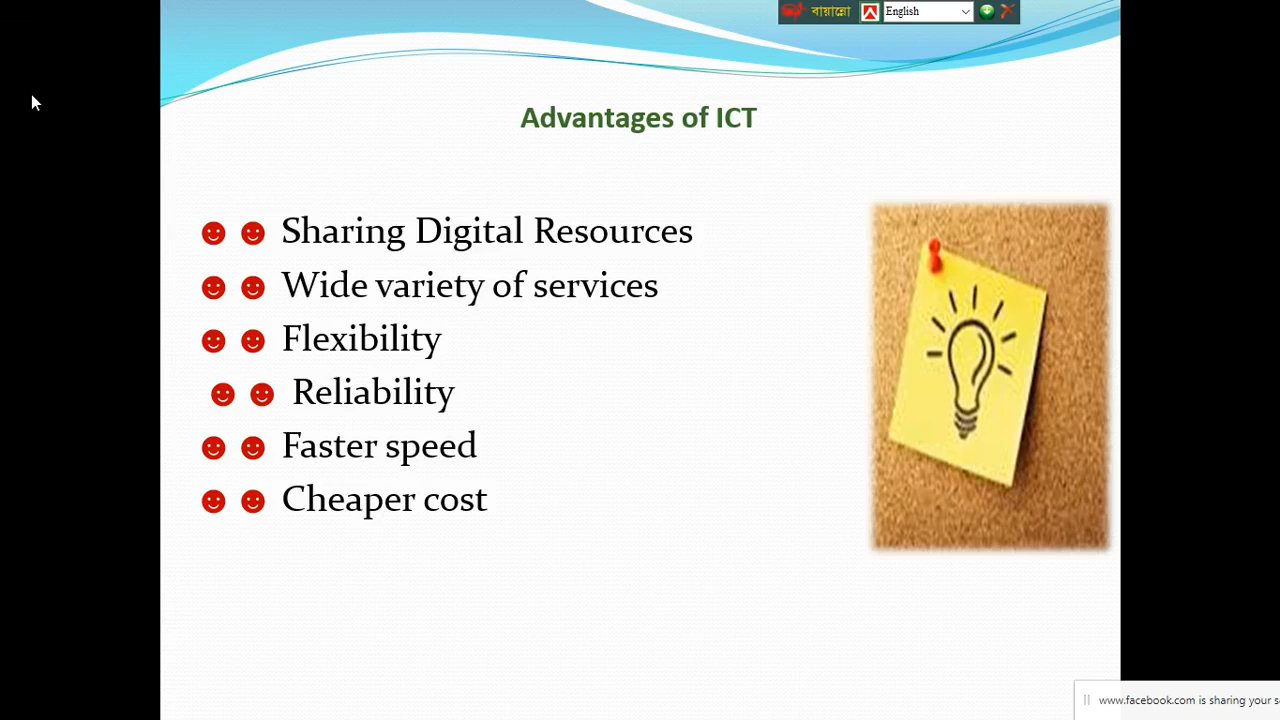 বায়ান্নো
English
Advantages of ICT
☻ ☻ Sharing Digital Resources
☻ ☻ Wide variety of services
☻ ☻ Flexibility
☻ ☻ Reliability
☻ ☻ Faster speed
☻ ☻ Cheaper cost
www.facebook.com is sharing your s